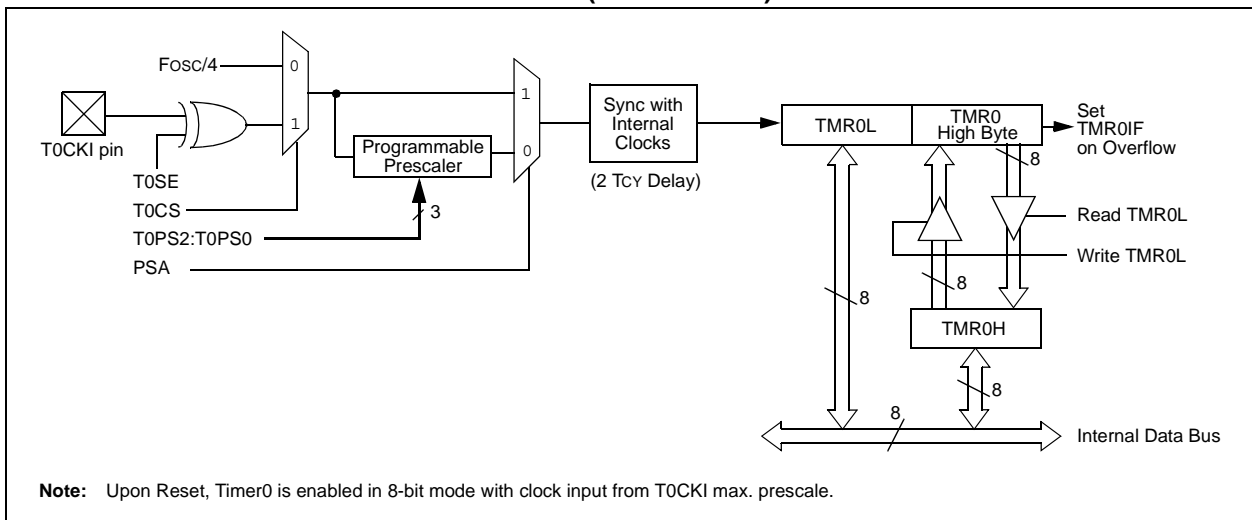 Fosc/4
0
1
T0CKI pin
T0SE
T0CS
T0PS2:T0PS0
PSA
Programmable
Prescaler
3
1
0
Sync with
Internal
Clocks
(2 TCY Delay)
TMR0L
TMR0
High Byte
Set
TMR0IF
on Overflow
8
Read TMR0L
Write TMR0L
8
8
TMR0H
8
8
Internal Data Bus
Note: Upon Reset, Timer0 is enabled in 8-bit mode with clock input from T0CKI max. prescale.